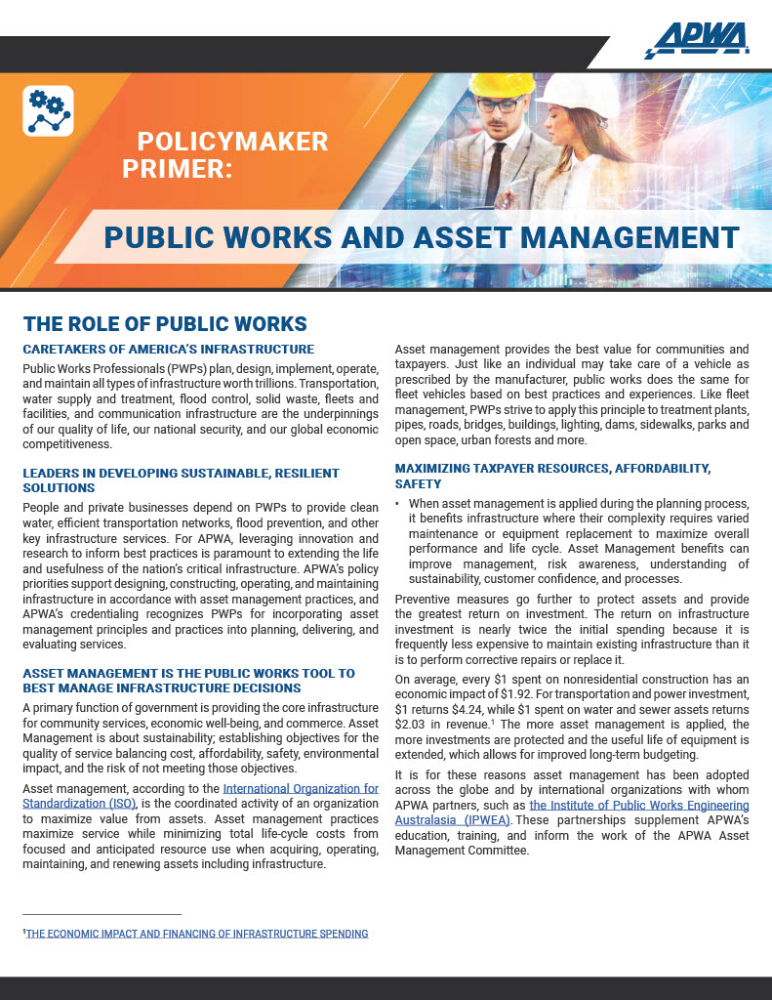 APWA
POLICYMAKER
PRIMER:
PUBLIC WORKS AND ASSET MANAGEMENT
THE ROLE OF PUBLIC WORKS
CARETAKERS OF AMERICA'S INFRASTRUCTURE
Public Works Professionals (PWPs) plan, design, implement, operate,
and maintain all types of infrastructure worth trillions. Transportation,
water supply and treatment, flood control, solid waste, fleets and
facilities, and communication infrastructure are the underpinnings
of our quality of life, our national security, and our global economic
competitiveness.
LEADERS IN DEVELOPING SUSTAINABLE, RESILIENT
SOLUTIONS
People and private businesses depend on PWPs to provide clean
water, efficient transportation networks, flood prevention, and other
key infrastructure services. For APWA, leveraging innovation and
research to inform best practices is paramount to extending the life
and usefulness of the nation's critical infrastructure. APWA's policy
priorities support designing, constructing, operating, and maintaining
infrastructure in accordance with asset management practices, and
APWA's credentialing recognizes PWPs for incorporating asset
management principles and practices into planning, delivering, and
evaluating services.
ASSET MANAGEMENT IS THE PUBLIC WORKS TOOL TO
BEST MANAGE INFRASTRUCTURE DECISIONS
A primary function of government is providing the core infrastructure
for community services, economic well-being, and commerce. Asset
Management is about sustainability; establishing objectives for the
quality of service balancing cost, affordability, safety, environmental
impact, and the risk of not meeting those objectives.
Asset management, according to the International Organization for
Standardization (ISO), is the coordinated activity of an organization
to maximize value from assets. Asset management practices
maximize service while minimizing total life-cycle costs from
focused and anticipated resource use when acquiring, operating,
maintaining, and renewing assets including infrastructure.
Asset management provides the best value for communities and
taxpayers. Just like an individual may take care of a vehicle as
prescribed by the manufacturer, public works does the same for
fleet vehicles based on best practices and experiences. Like fleet
management, PWPs strive to apply this principle to treatment plants,
pipes, roads, bridges, buildings, lighting, dams, sidewalks, parks and
open space, urban forests and more.
MAXIMIZING TAXPAYER RESOURCES, AFFORDABILITY,
SAFETY
• When asset management is applied during the planning process,
it benefits infrastructure where their complexity requires varied
maintenance or equipment replacement to maximize overall
performance and life cycle. Asset Management benefits can
improve management, risk awareness, understanding of
sustainability, customer confidence, and processes.
Preventive measures go further to protect assets and provide
the greatest return on investment. The return on infrastructure
investment is nearly twice the initial spending because it is
frequently less expensive to maintain existing infrastructure than it
is to perform corrective repairs or replace it.
On average, every $1 spent on nonresidential construction has an
economic impact of $1.92. For transportation and power investment,
$1 returns $4.24, while $1 spent on water and sewer assets returns
$2.03 in revenue.¹ The more asset management is applied, the
more investments are protected and the useful life of equipment is
extended, which allows for improved long-term budgeting.
It is for these reasons asset management has been adopted
across the globe and by international organizations with whom
APWA partners, such as the Institute of Public Works Engineering
Australasia (IPWEA). These partnerships supplement APWA's
education, training, and inform the work of the APWA Asset
Management Committee.
¹THE ECONOMIC IMPACT AND FINANCING OF INFRASTRUCTURE SPENDING